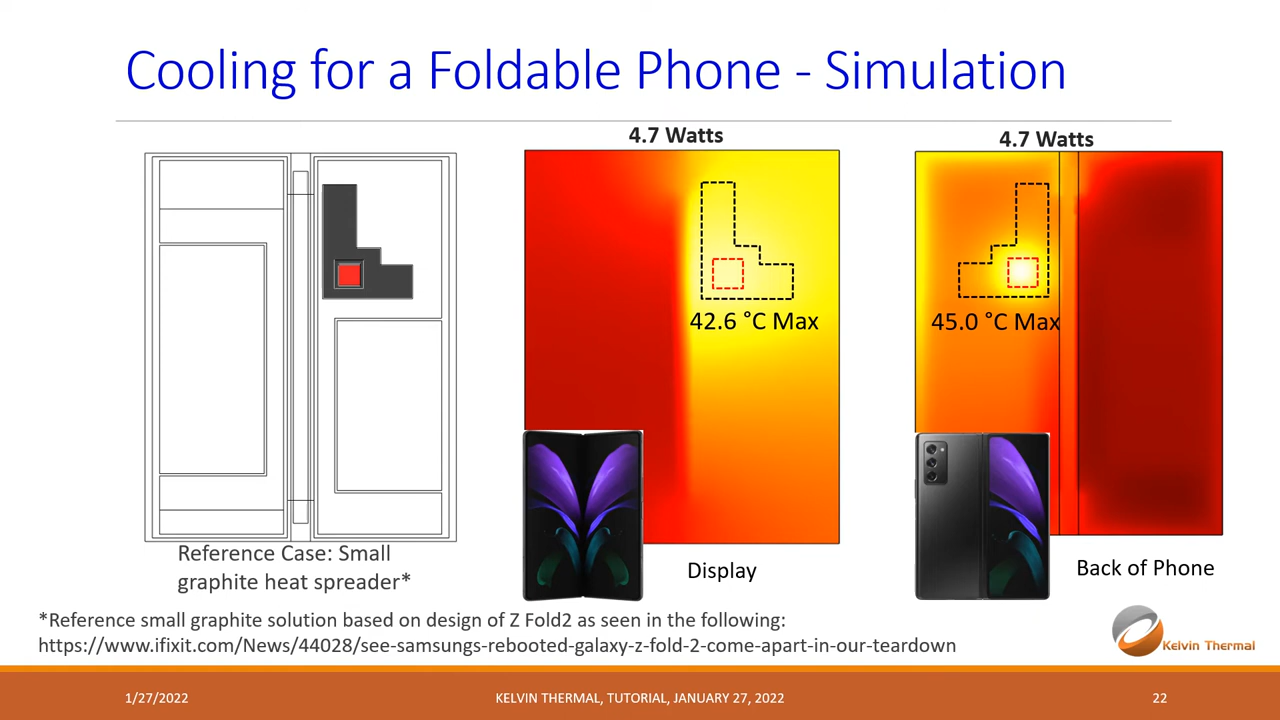 Cooling for a Foldable Phone - Simulation
4.7 Watts
4.7 Watts
42.6 °C Max
45.0 °C Max
Reference Case: Small
graphite heat spreader*
Display
Back of Phone
*Reference small graphite solution based on design of Z Fold2 as seen in the following:
https://www.ifixit.com/News/44028/see-samsungs-rebooted-galaxy-z-fold-2-come-apart-in-our-teardown
Kelvin Thermal
1/27/2022
KELVIN THERMAL, TUTORIAL, JANUARY 27, 2022
22